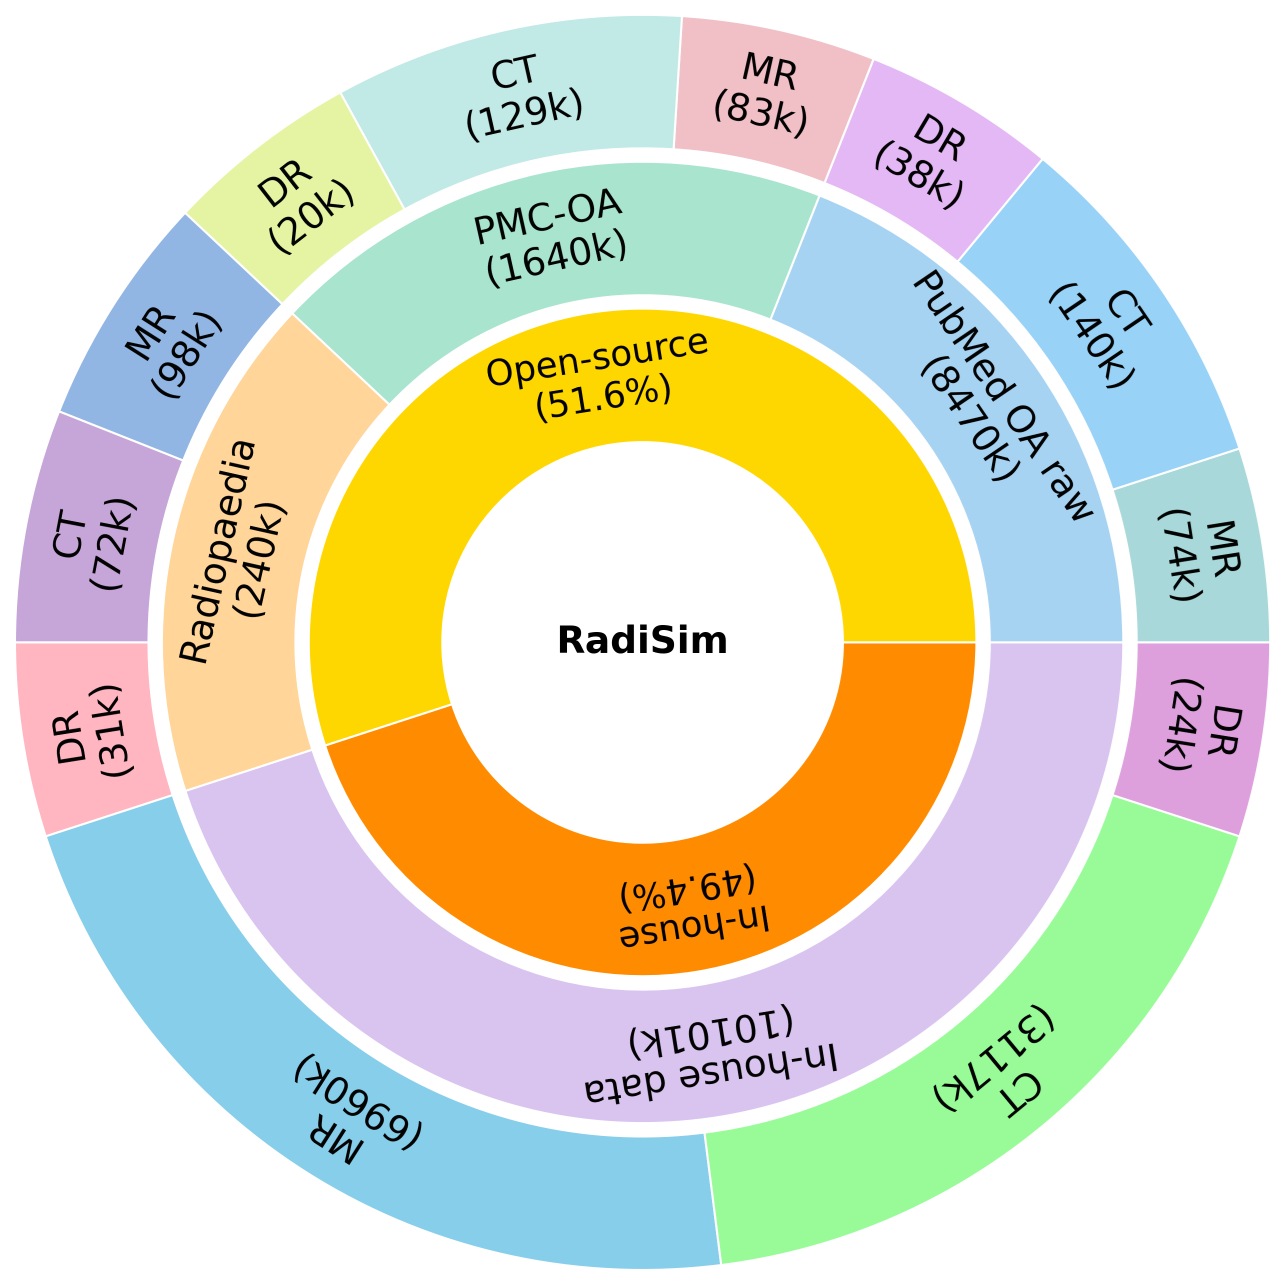 RadiSim
Open-source
(51.6%)
In-house
(49.4%)
PubMed OA raw
(8470k)
PMC-OA
(1640k)
Radiopaedia
(240k)
In-house data
(10101k)
MR
(74k)
CT
(140k)
DR
(38k)
MR
(83k)
CT
(129k)
DR
(20k)
MR
(98k)
CT
(72k)
DR
(31k)
MR
(6960k)
CT
(3117k)
DR
(24k)